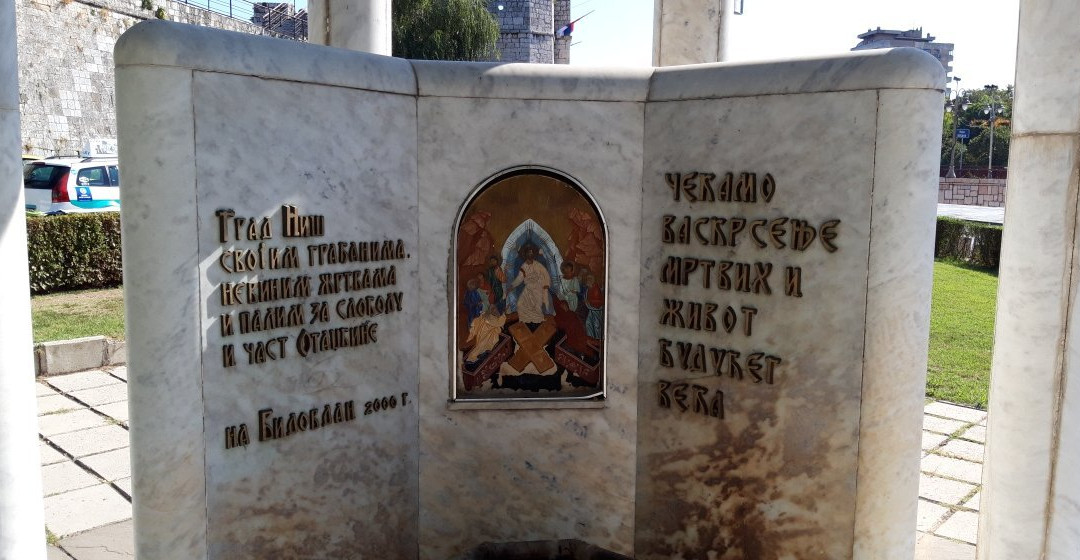 Град Ниш
својим грађанима,
невиним жртвама
и палим за слободу
и част Отаџбине
на Видовдан 2000 г.
ЧЕКАМО
ВАСКРСЕЊЕ
МРТВИХ И
ЖИВОТ
БУДУЋЕГ
ВЕКА